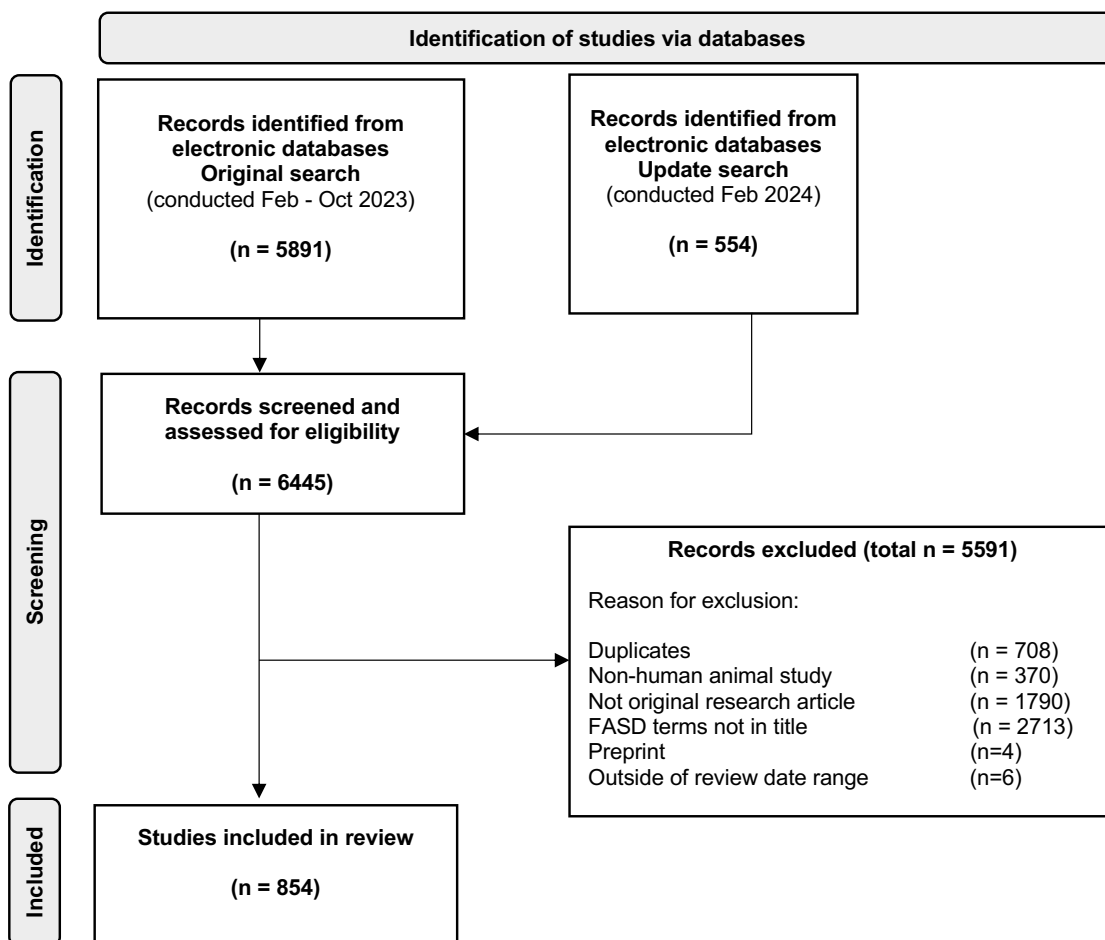 Identification of studies via databases
Identification
Records identified from
electronic databases
Original search
(conducted Feb - Oct 2023)
(n = 5891)
Records identified from
electronic databases
Update search
(conducted Feb 2024)
(n = 554)
Screening
Records screened and
assessed for eligibility
(n = 6445)
Records excluded (total n = 5591)
Reason for exclusion:
Duplicates (n = 708)
Non-human animal study (n = 370)
Not original research article (n = 1790)
FASD terms not in title (n = 2713)
Preprint (n=4)
Outside of review date range (n=6)
Included
Studies included in review
(n = 854)